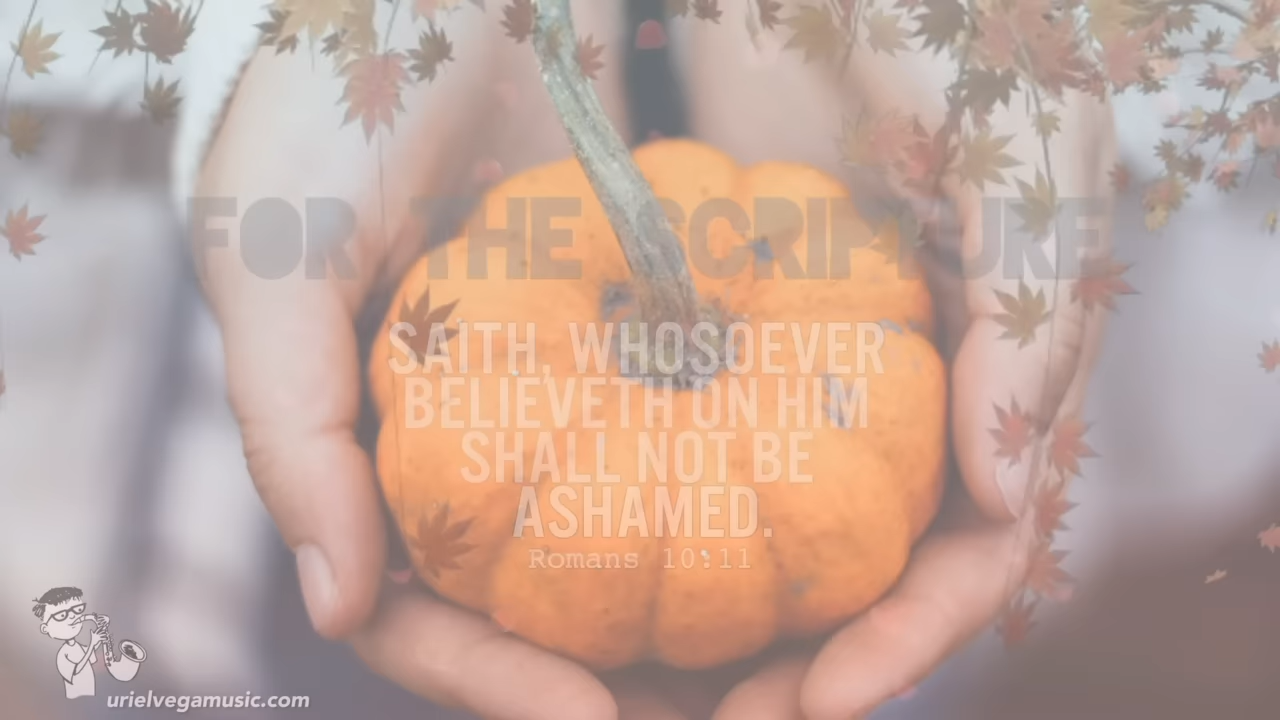 FOR THE SCRIPTURE
SAITH, WHOSOEVER
BELIEVETH ON HIM
SHALL NOT BE
ASHAMED.
Romans 10:11
urielvegamusic.com